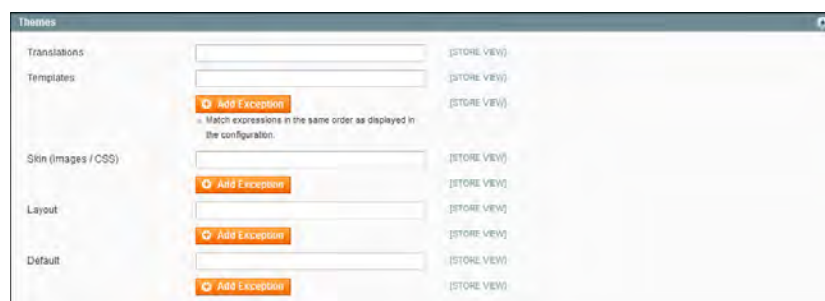 Themes
Translations [STORE VIEW]
Templates [STORE VIEW]
Add Exception [STORE VIEW]
Match expressions in the same order as displayed in
the configuration.
Skin (Images / CSS) [STORE VIEW]
Add Exception [STORE VIEW]
Layout [STORE VIEW]
Add Exception [STORE VIEW]
Default [STORE VIEW]
Add Exception [STORE VIEW]